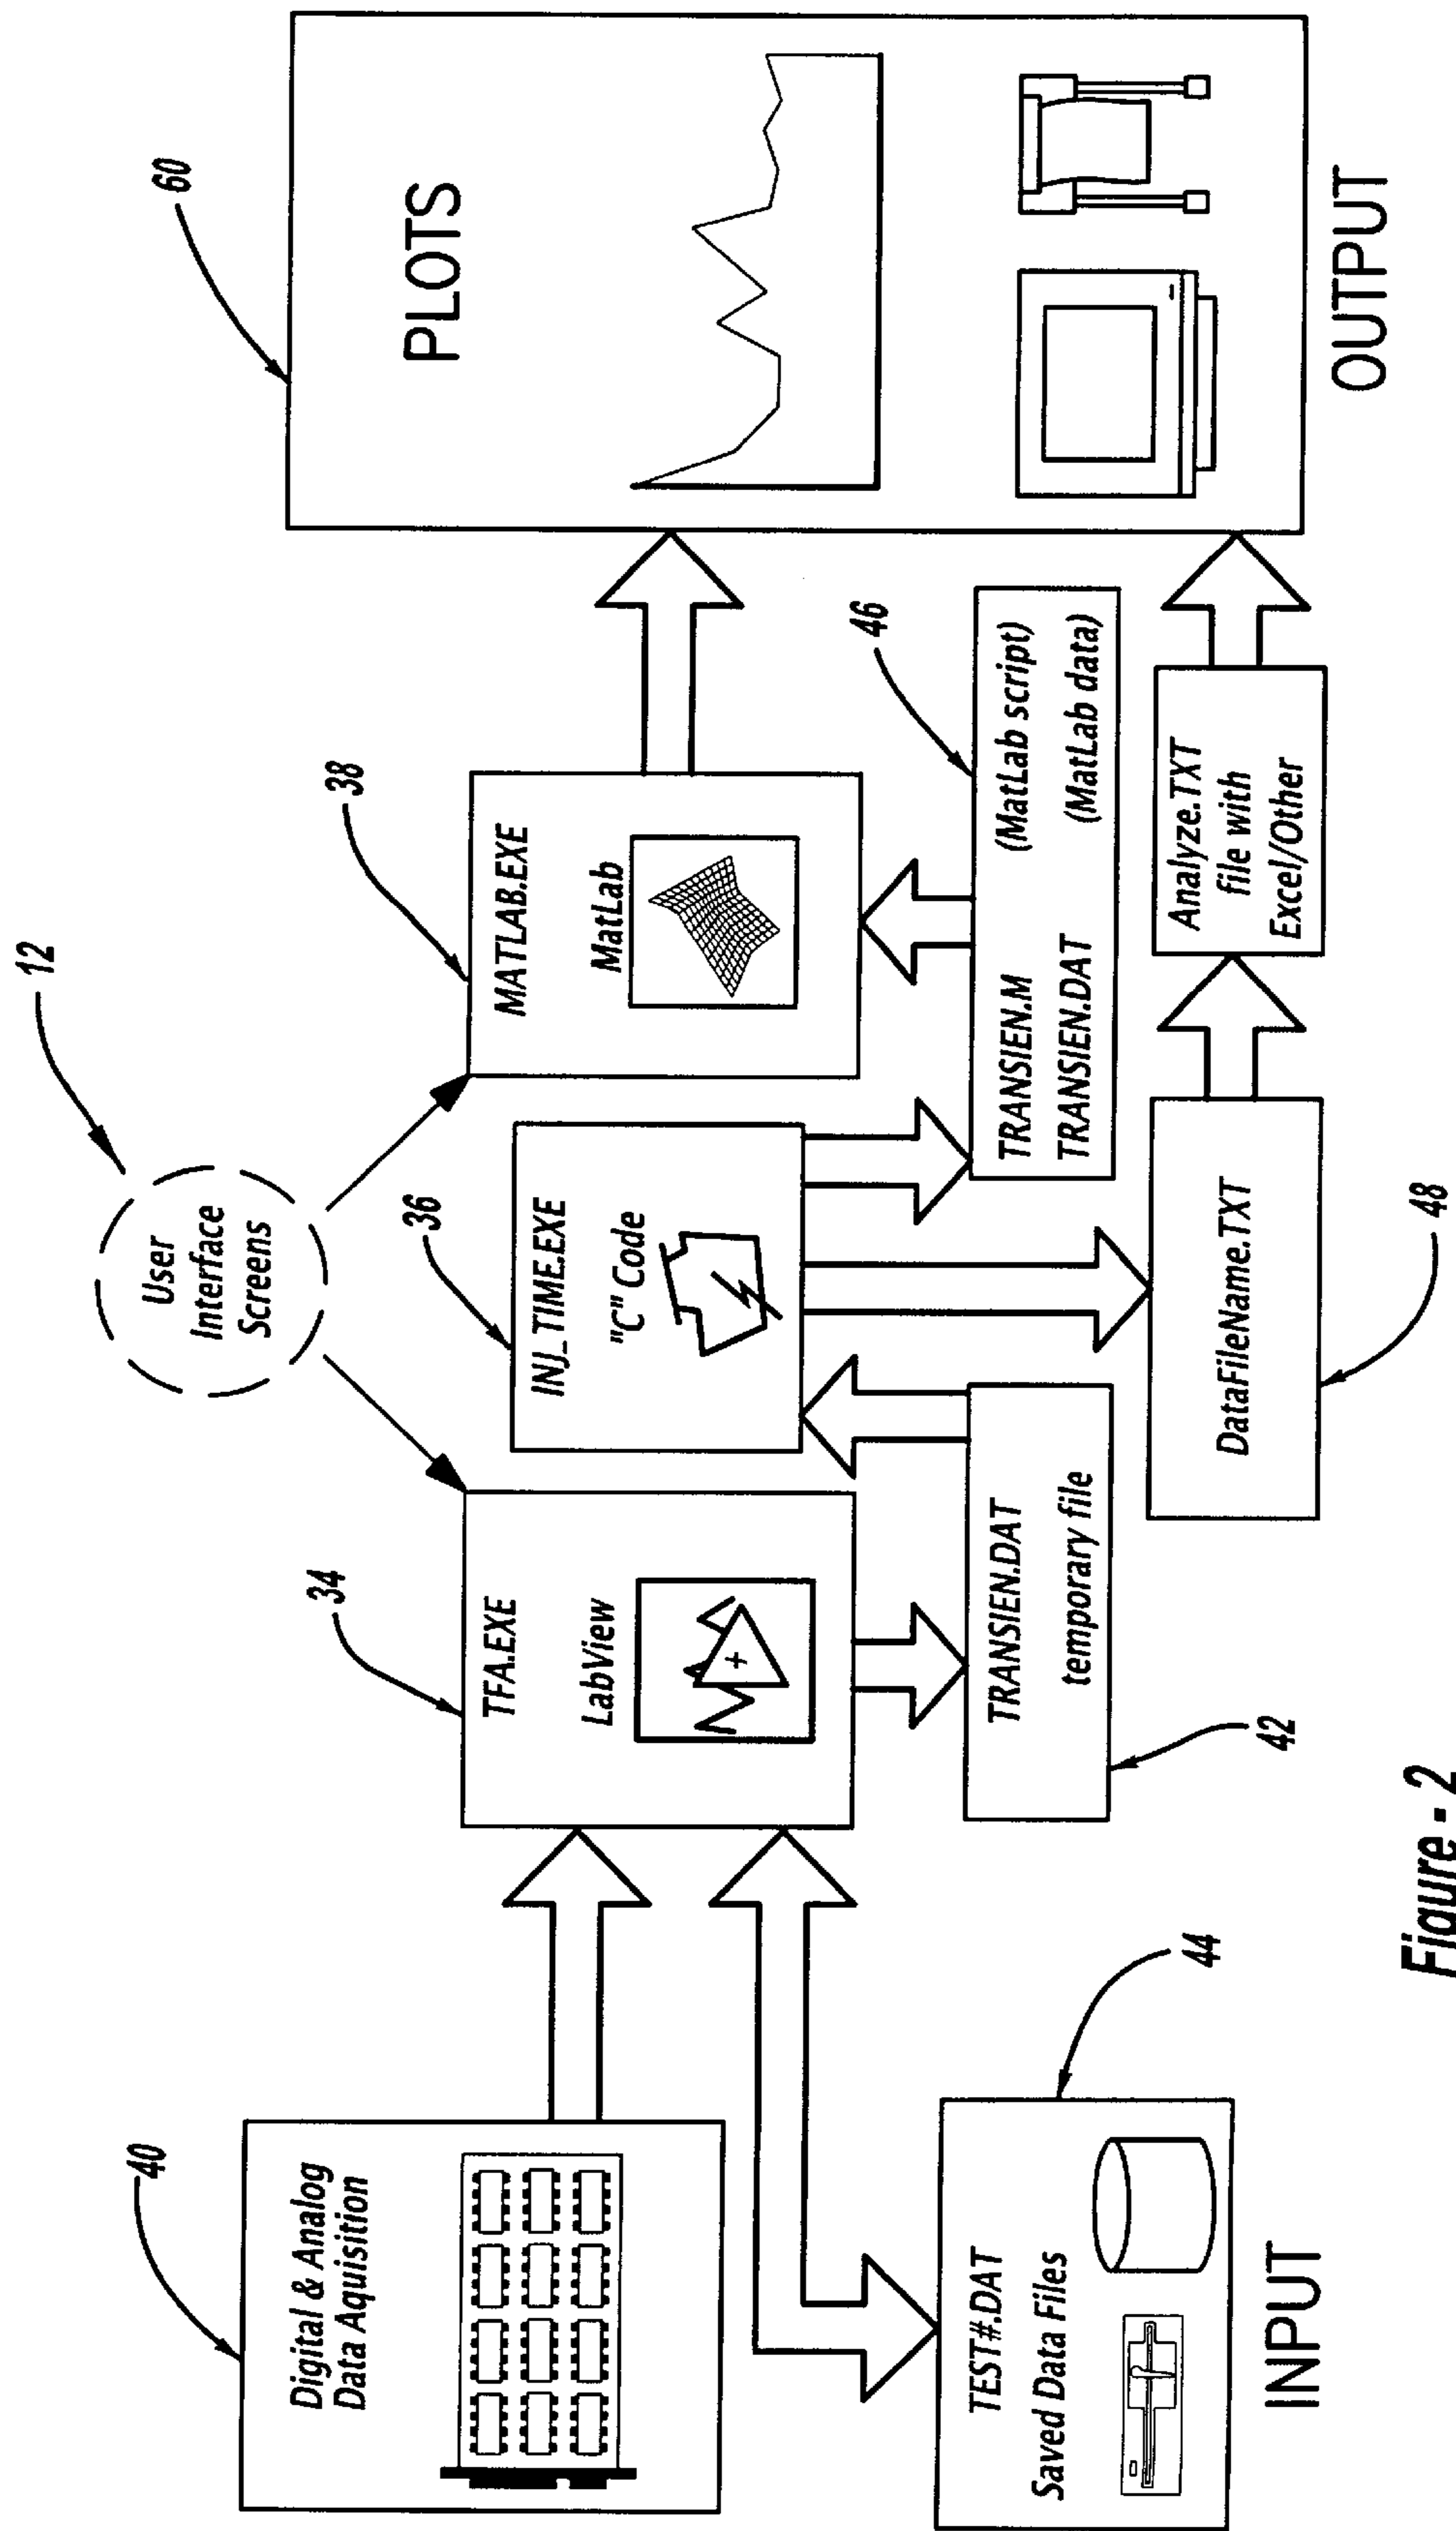 12
User
Interface
Screens
40
Digital & Analog
Data Aquisition
34
TFA.EXE
LabView
+
36
INJ_TIME.EXE
"C" Code
38
MATLAB.EXE
MatLab
60
PLOTS
TEST#.DAT
Saved Data Files
44
INPUT
TRANSIEN.DAT
temporary file
42
TRANSIEN.M (MatLab script)
TRANSIEN.DAT (MatLab data)
46
DataFileName.TXT
48
Analyze.TXT
file with
Excel/Other
OUTPUT
Figure - 2